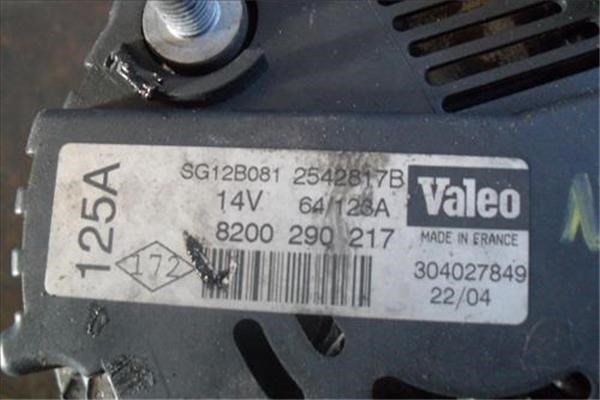 125A
SG12B081 2542817B
14V 64/123A
8200 290 217
172
Valeo
MADE IN FRANCE
304027849
22/04